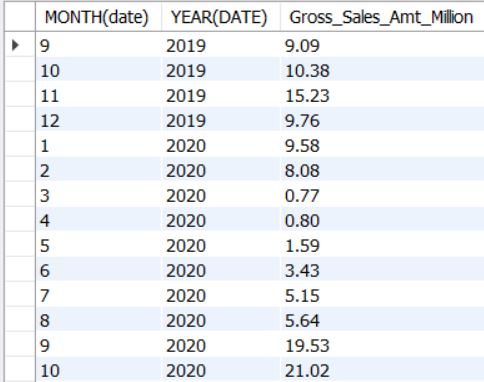 MONTH(date) YEAR(DATE) Gross_Sales_Amt_Million
9 2019 9.09
10 2019 10.38
11 2019 15.23
12 2019 9.76
1 2020 9.58
2 2020 8.08
3 2020 0.77
4 2020 0.80
5 2020 1.59
6 2020 3.43
7 2020 5.15
8 2020 5.64
9 2020 19.53
10 2020 21.02